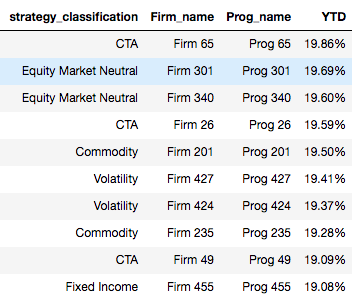 strategy_classification Firm_name Prog_name YTD
CTA Firm 65 Prog 65 19.86%
Equity Market Neutral Firm 301 Prog 301 19.69%
Equity Market Neutral Firm 340 Prog 340 19.60%
CTA Firm 26 Prog 26 19.59%
Commodity Firm 201 Prog 201 19.50%
Volatility Firm 427 Prog 427 19.41%
Volatility Firm 424 Prog 424 19.37%
Commodity Firm 235 Prog 235 19.28%
CTA Firm 49 Prog 49 19.09%
Fixed Income Firm 455 Prog 455 19.08%